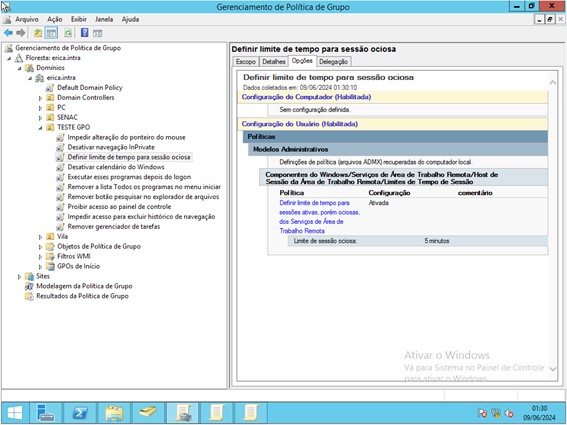 Gerenciamento de Política de Grupo
Arquivo Ação Exibir Janela Ajuda
Gerenciamento de Política de Grupo
Floresta: erica.intra
Domínios
erica.intra
Default Domain Policy
Domain Controllers
PC
SENAC
TESTE GPO
Impedir alteração do ponteiro do mouse
Desativar navegação InPrivate
Definir limite de tempo para sessão ociosa
Desativar calendário do Windows
Executar esses programas depois do logon
Remover a lista Todos os programas no menu iniciar
Remover botão pesquisar no explorador de arquivos
Proibir acesso ao painel de controle
Impedir acesso para excluir histórico de navegação
Remover gerenciador de tarefas
Vila
Objetos de Política de Grupo
Filtros WMI
GPOs de Início
Sites
Modelagem da Política de Grupo
Resultados da Política de Grupo
Definir limite de tempo para sessão ociosa
Escopo Detalhes Opções Delegação
Definir limite de tempo para sessão ociosa
Dados coletados em: 09/06/2024 01:30:10
Configuração do Computador (Habilitada)
Sem configuração definida.
Configuração do Usuário (Habilitada)
Políticas
Modelos Administrativos
Definições de política (arquivos ADMX) recuperadas do computador local.
Componentes do Windows/Serviços de Área de Trabalho Remota/Host de
Sessão da Área de Trabalho Remota/Limites de Tempo de Sessão
Política Configuração comentário
Definir limite de tempo para Ativada
sessões ativas, porém ociosas,
dos Serviços de Área de
Trabalho Remota
Limite de sessão ociosa: 5 minutos
Ativar o Windows
Vá para Sistema no Painel de Controle
para ativar o Windows.
01:30
09/06/2024